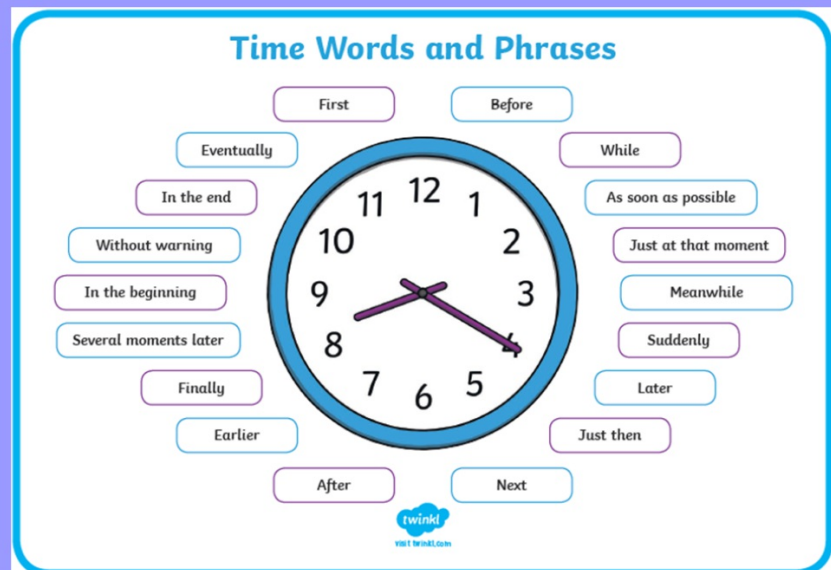 Time Words and Phrases
First
Before
Eventually
While
In the end
As soon as possible
Without warning
Just at that moment
In the beginning
Meanwhile
Several moments later
Suddenly
Finally
Later
Earlier
Just then
After
Next
12
11
1
10
2
9
3
8
4
7
5
6
twinkl
visit twinkl.com